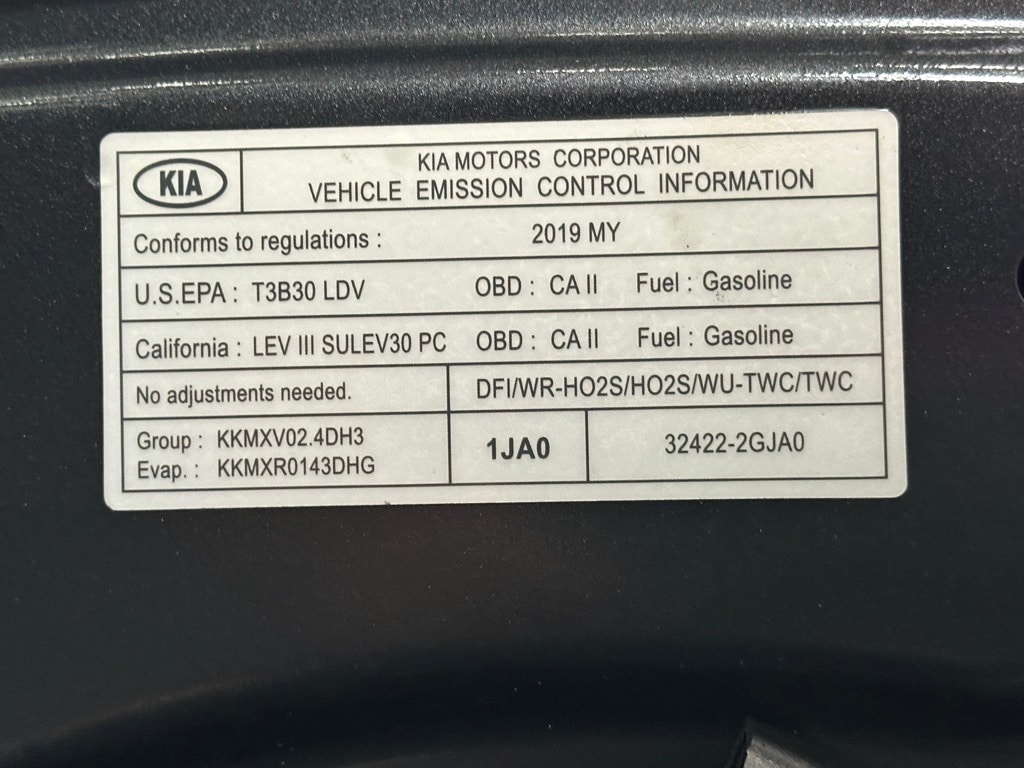 KIA
KIA MOTORS CORPORATION
VEHICLE EMISSION CONTROL INFORMATION
Conforms to regulations : 2019 MY
U.S.EPA : T3B30 LDV OBD : CA II Fuel : Gasoline
California : LEV III SULEV30 PC OBD : CA II Fuel : Gasoline
No adjustments needed. DFI/WR-HO2S/HO2S/WU-TWC/TWC
Group : KKMXV02.4DH3
Evap. : KKMXR0143DHG
1JA0 32422-2GJA0